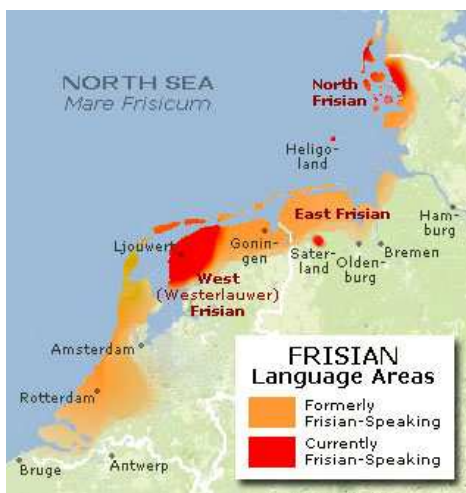 NORTH SEA
Mare Frisicum
North
Frisian
Heligo-
land
East Frisian
Ham-
burg
Ljouwert
Gonin-
gen
Sater-
land
Olden-
burg
Bremen
West
(Westerlauwer)
Frisian
Amsterdam
Rotterdam
Bruge
Antwerp
FRISIAN
Language Areas
Formerly
Frisian-Speaking
Currently
Frisian-Speaking